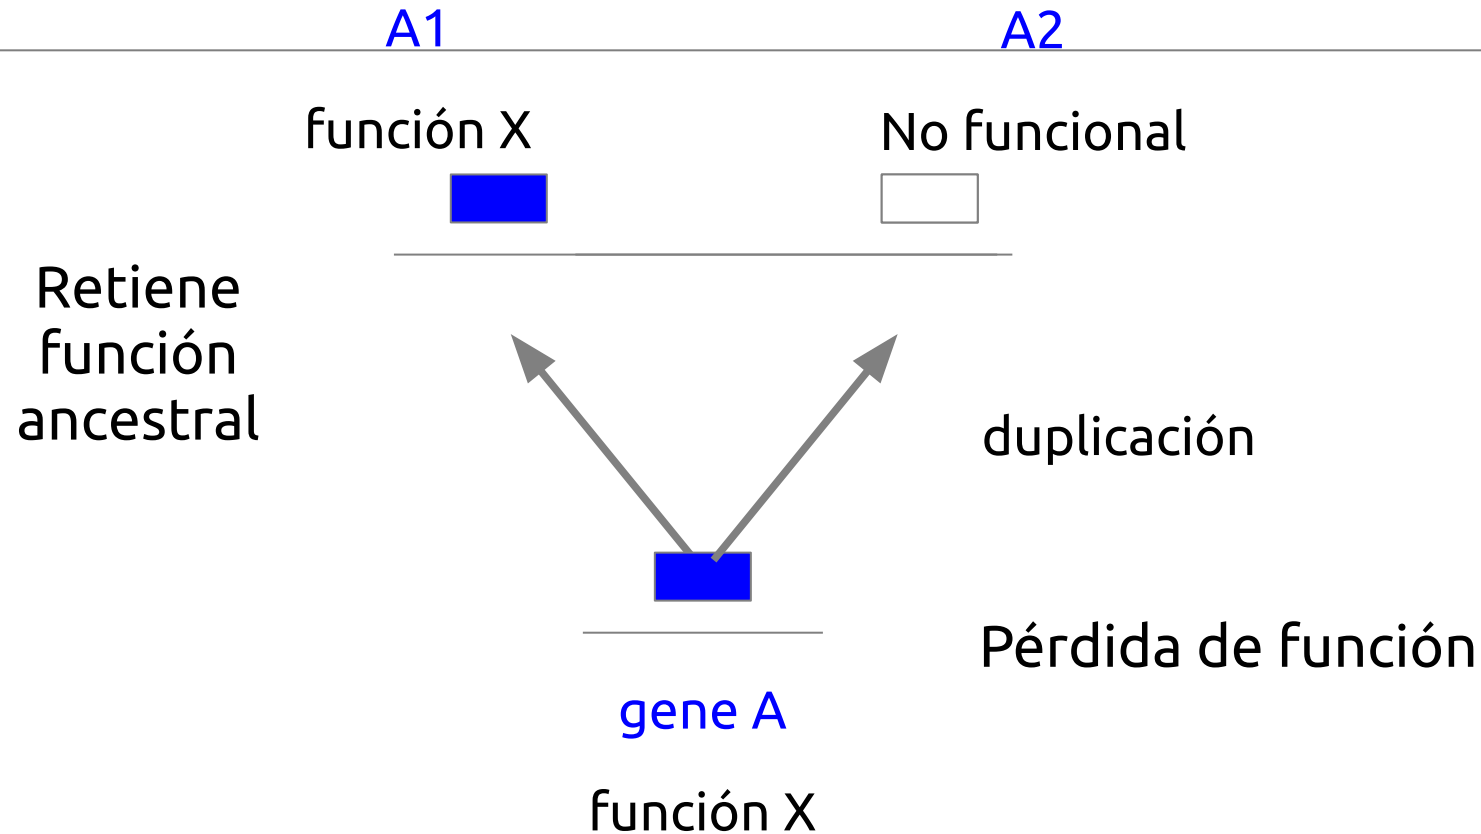 A1
A2
función X
No funcional
Retiene
función
ancestral
duplicación
Pérdida de función
gene A
función X